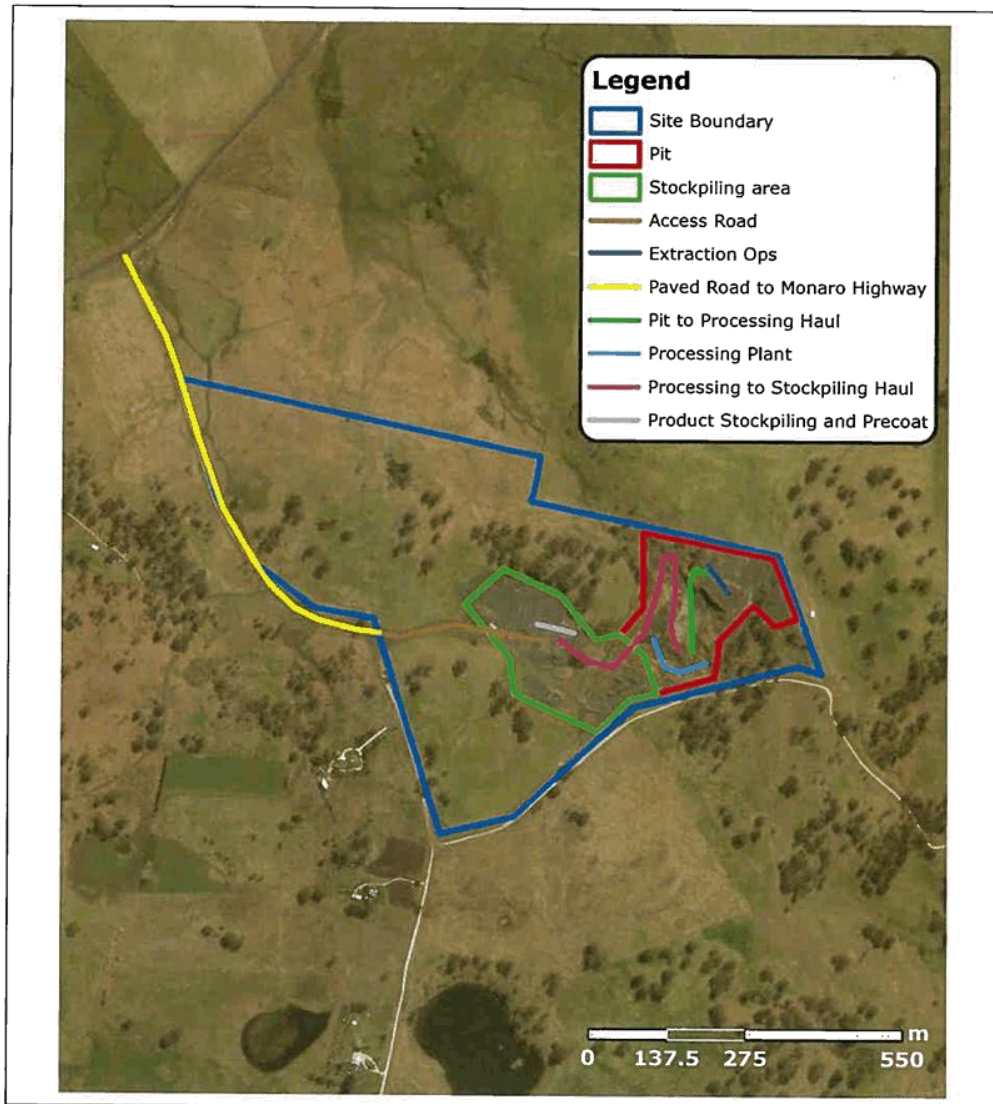 Legend
Site Boundary
Pit
Stockpiling area
Access Road
Extraction Ops
Paved Road to Monaro Highway
Pit to Processing Haul
Processing Plant
Processing to Stockpiling Haul
Product Stockpiling and Precoat
m
0 137.5 275 550